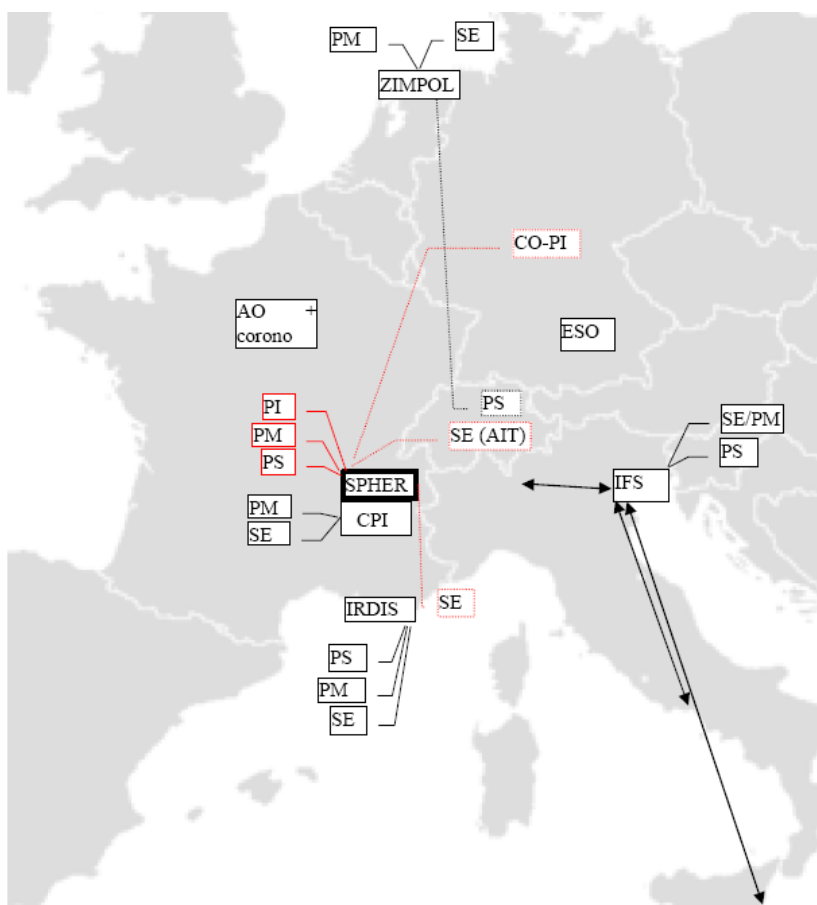 PM
SE
ZIMPOL
CO-PI
AO +
corono
ESO
PI
PS
PM
SE (AIT)
SE/PM
PS
PS
SPHER
IFS
PM
CPI
SE
IRDIS
SE
PS
PM
SE